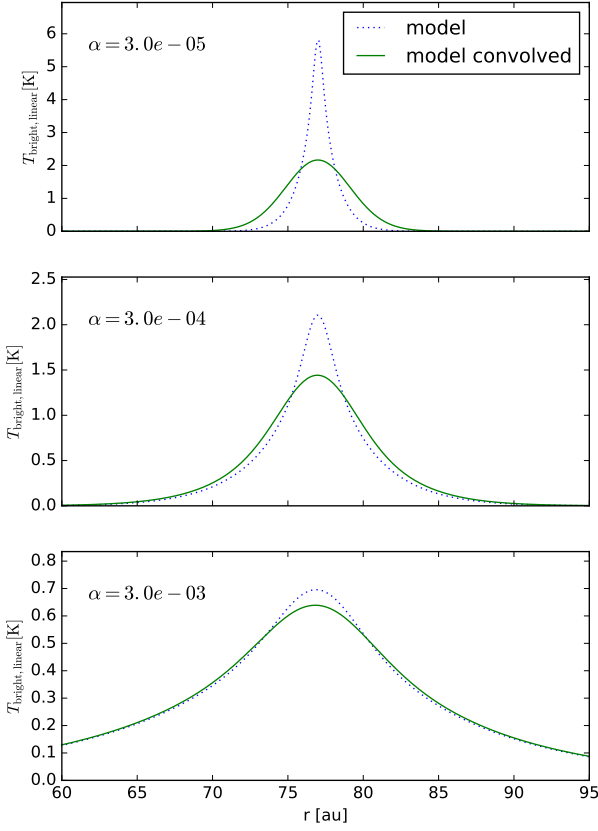 6
5
4
3
2
1
0
T_bright, linear [K]
α = 3.0e − 05
model
model convolved
2.5
2.0
1.5
1.0
0.5
0.0
T_bright, linear [K]
α = 3.0e − 04
0.8
0.7
0.6
0.5
0.4
0.3
0.2
0.1
0.0
T_bright, linear [K]
α = 3.0e − 03
60 65 70 75 80 85 90 95
r [au]